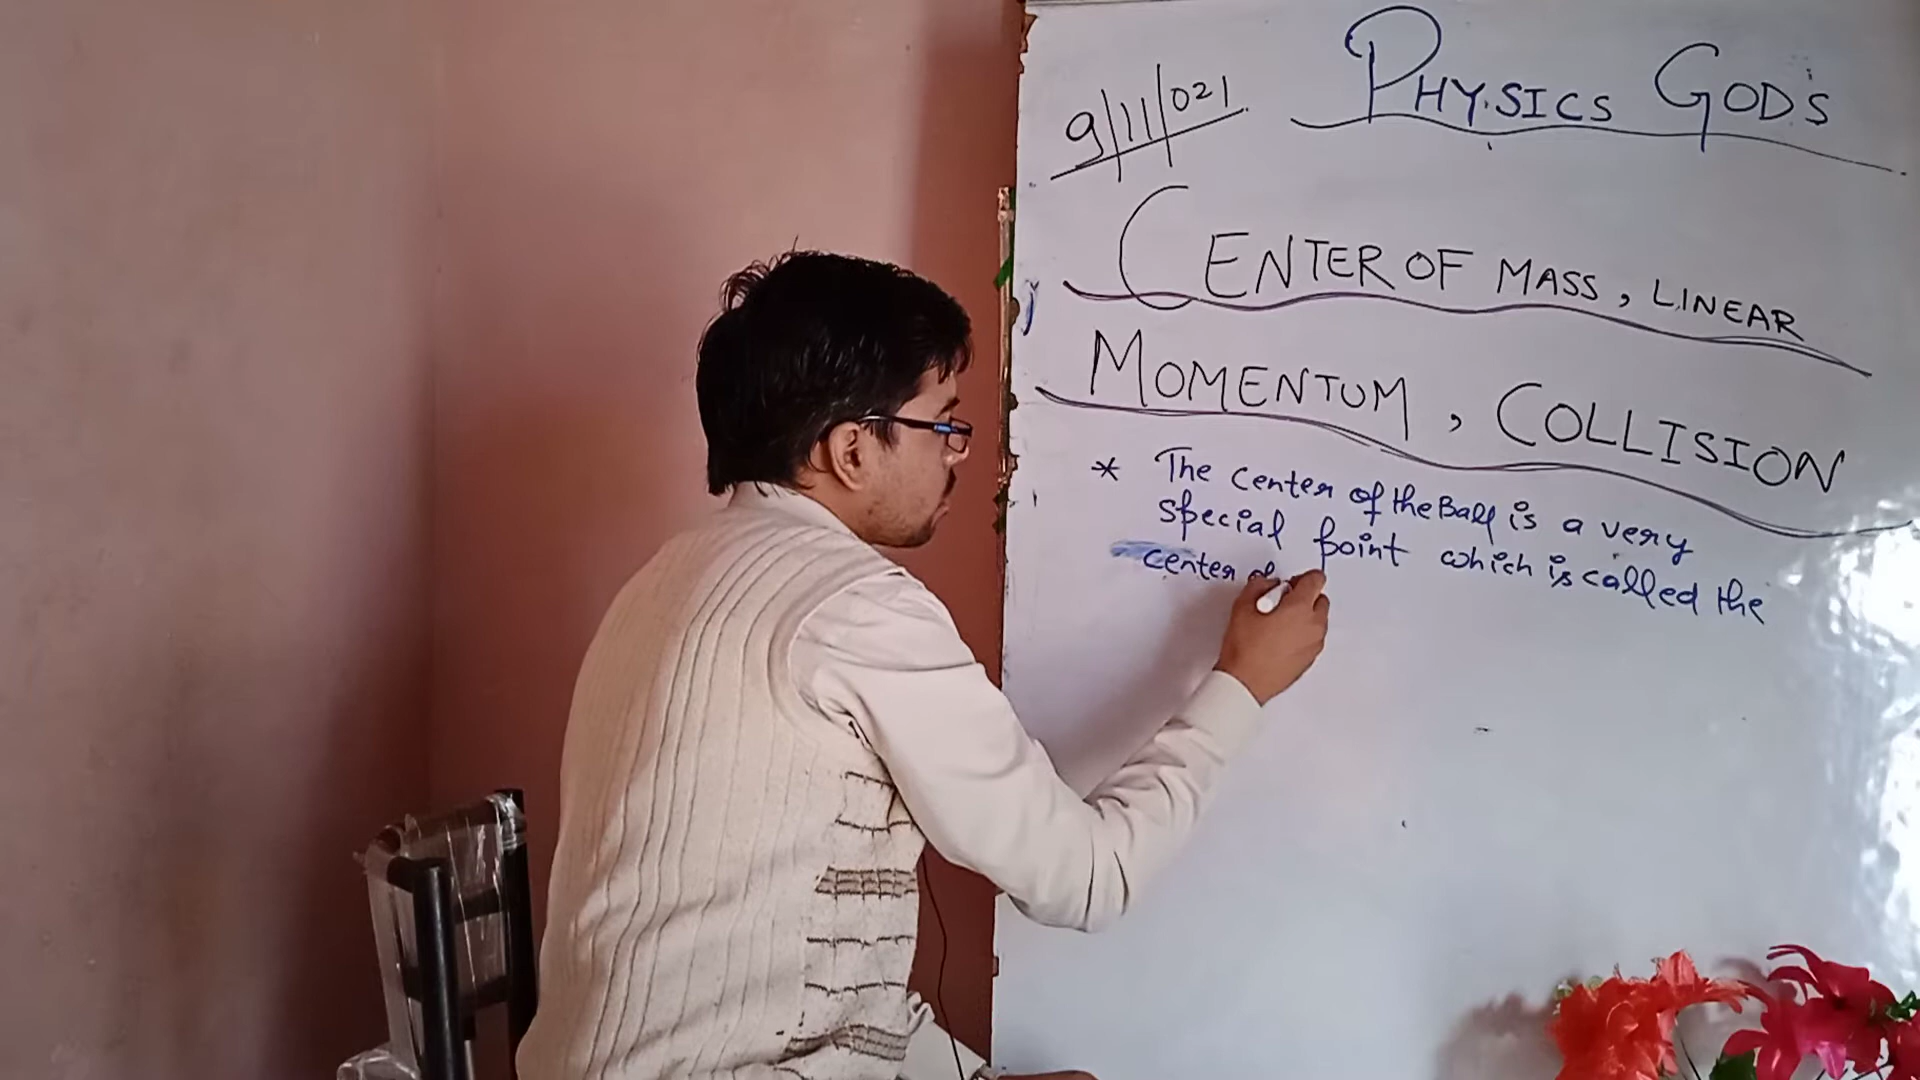 9/11/021
PHYSICS GOD'S
CENTER OF MASS, LINEAR
MOMENTUM, COLLISION
* The center of the Ball is a very
special point which is called the
center of